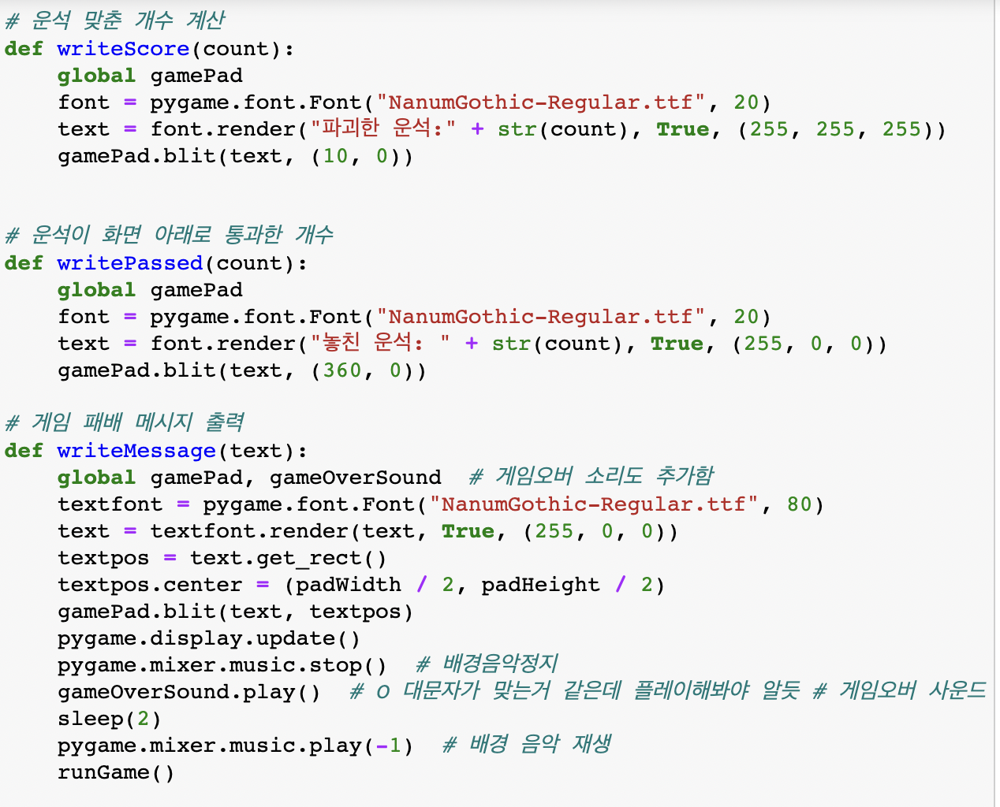 # 운석 맞춘 개수 계산
def writeScore(count):
    global gamePad
    font = pygame.font.Font("NanumGothic-Regular.ttf", 20)
    text = font.render("파괴한 운석:" + str(count), True, (255, 255, 255))
    gamePad.blit(text, (10, 0))
# 운석이 화면 아래로 통과한 개수
def writePassed(count):
    global gamePad
    font = pygame.font.Font("NanumGothic-Regular.ttf", 20)
    text = font.render("놓친 운석: " + str(count), True, (255, 0, 0))
    gamePad.blit(text, (360, 0))
# 게임 패배 메시지 출력
def writeMessage(text):
    global gamePad, gameOverSound  # 게임오버 소리도 추가함
    textfont = pygame.font.Font("NanumGothic-Regular.ttf", 80)
    text = textfont.render(text, True, (255, 0, 0))
    textpos = text.get_rect()
    textpos.center = (padWidth / 2, padHeight / 2)
    gamePad.blit(text, textpos)
    pygame.display.update()
    pygame.mixer.music.stop()  # 배경음악정지
    gameOverSound.play()  # O 대문자가 맞는거 같은데 플레이해봐야 알듯 # 게임오버 사운드
    sleep(2)
    pygame.mixer.music.play(-1)  # 배경 음악 재생
    runGame()